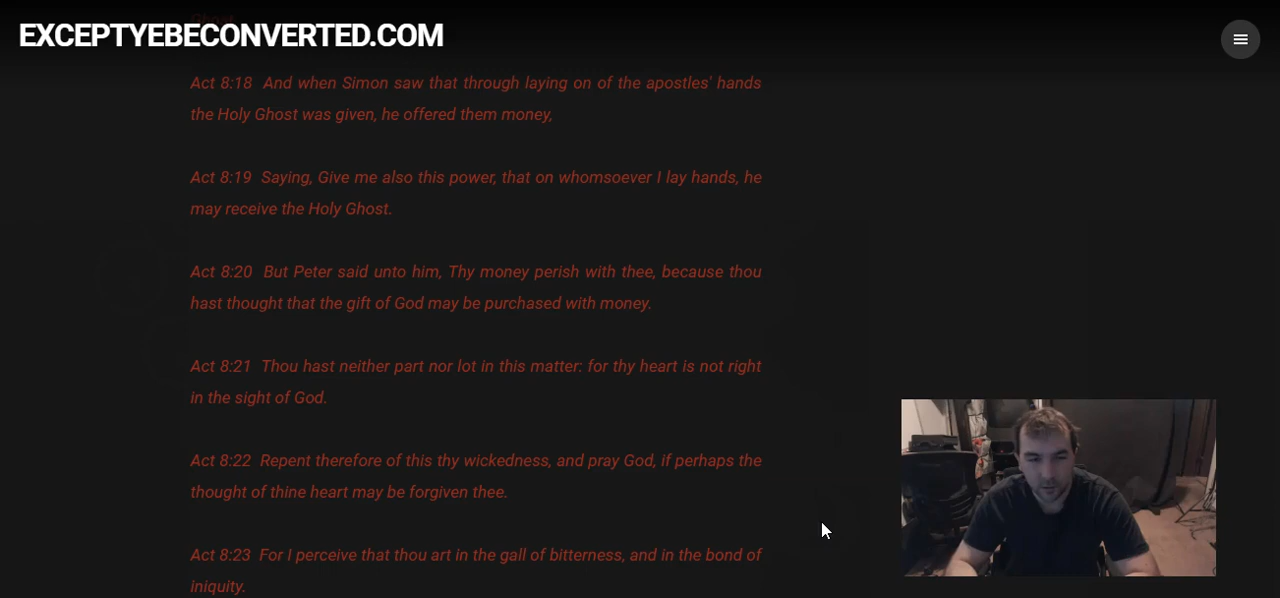 Ghost.
EXCEPTYEBECONVERTED.COM
Act 8:18 And when Simon saw that through laying on of the apostles' hands
the Holy Ghost was given, he offered them money,
Act 8:19 Saying, Give me also this power, that on whomsoever I lay hands, he
may receive the Holy Ghost.
Act 8:20 But Peter said unto him, Thy money perish with thee, because thou
hast thought that the gift of God may be purchased with money.
Act 8:21 Thou hast neither part nor lot in this matter: for thy heart is not right
in the sight of God.
Act 8:22 Repent therefore of this thy wickedness, and pray God, if perhaps the
thought of thine heart may be forgiven thee.
Act 8:23 For I perceive that thou art in the gall of bitterness, and in the bond of
iniquity.